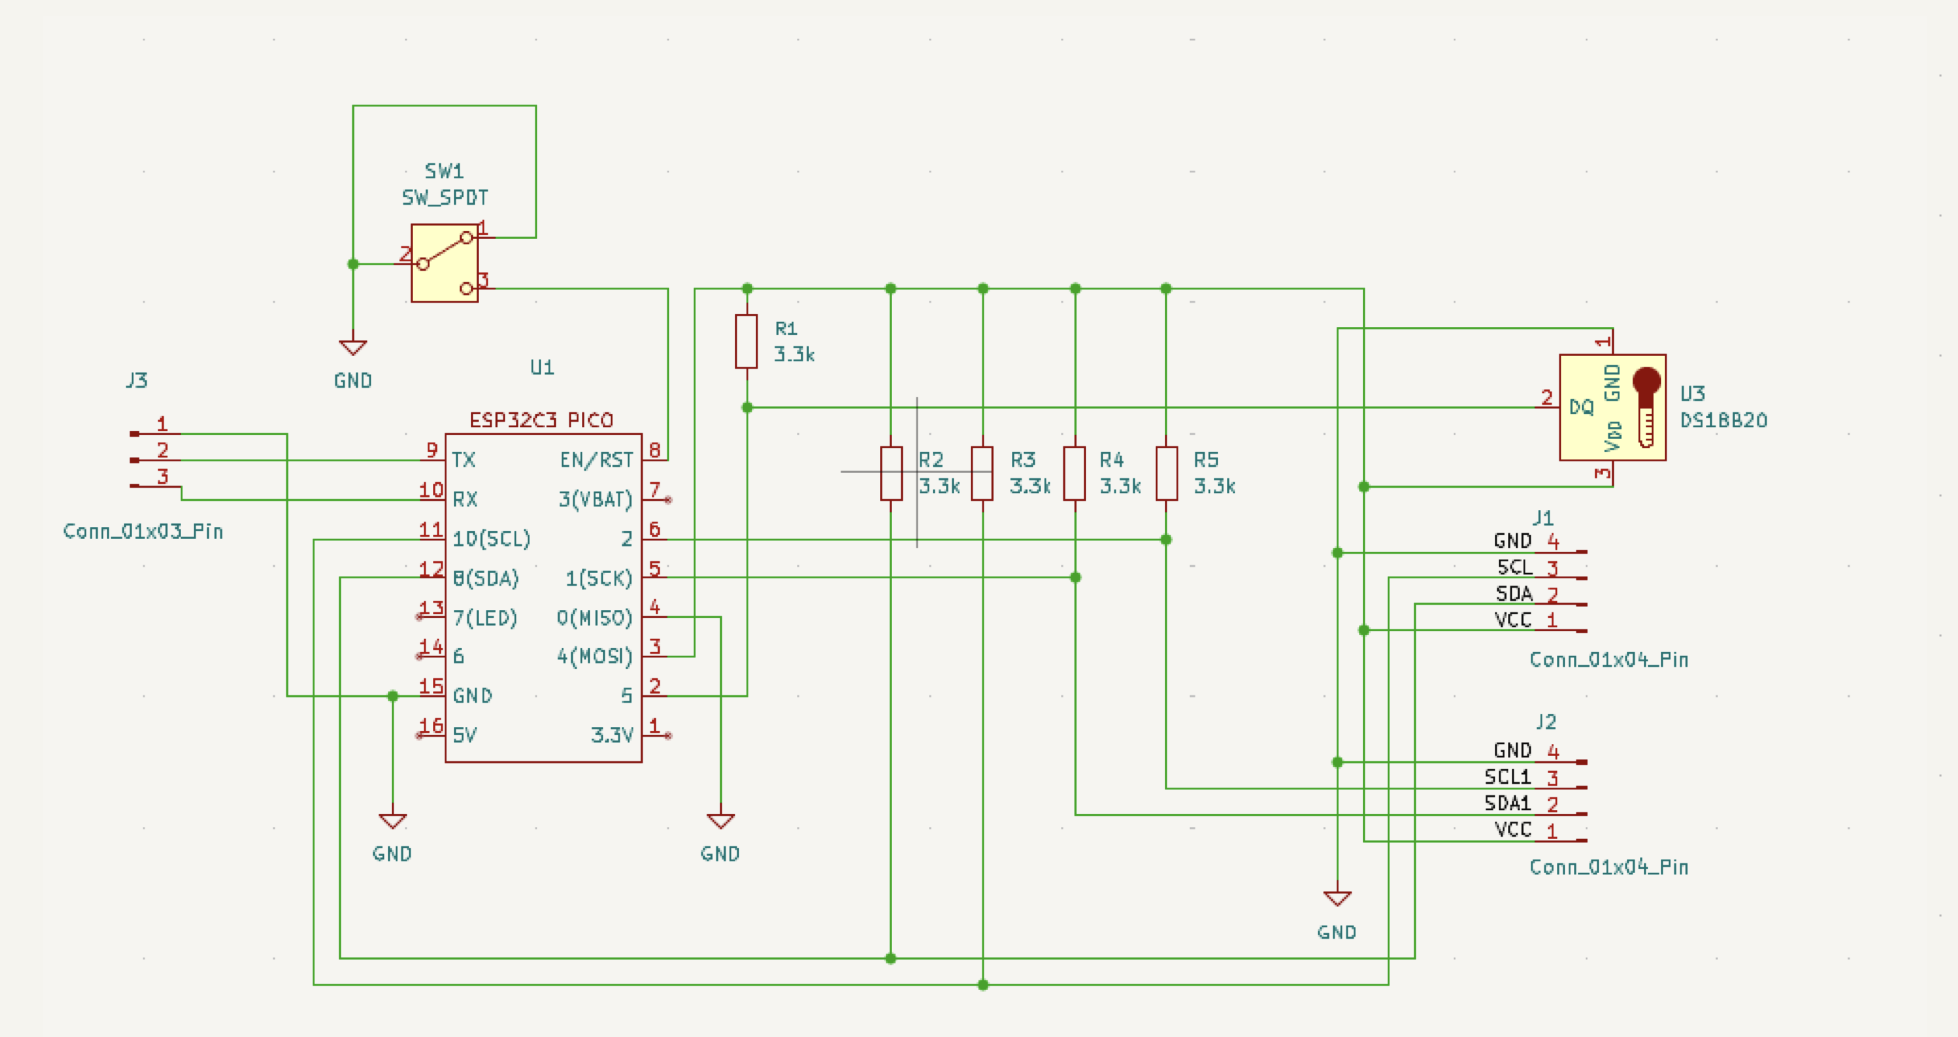 SW1
SW_SPDT
1
2
3
GND
J3
1
2
3
Conn_01x03_Pin
U1
ESP32C3 PICO
9 TX EN/RST 8
10 RX 3(VBAT) 7
11 10(SCL) 2 6
12 8(SDA) 1(SCK) 5
13 7(LED) 0(MISO) 4
14 6 4(MOSI) 3
15 GND 5 2
16 5V 3.3V 1
GND
GND
R1
3.3k
R2
3.3k
R3
3.3k
R4
3.3k
R5
3.3k
1
GND
2 DQ
VDD
3
U3
DS18B20
J1
GND 4
SCL 3
SDA 2
VCC 1
Conn_01x04_Pin
J2
GND 4
SCL1 3
SDA1 2
VCC 1
Conn_01x04_Pin
GND